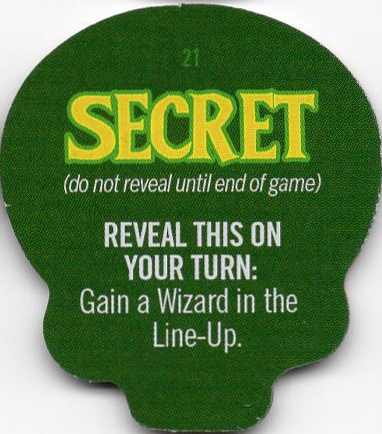 21
SECRET
(do not reveal until end of game)
REVEAL THIS ON
YOUR TURN:
Gain a Wizard in the
Line-Up.